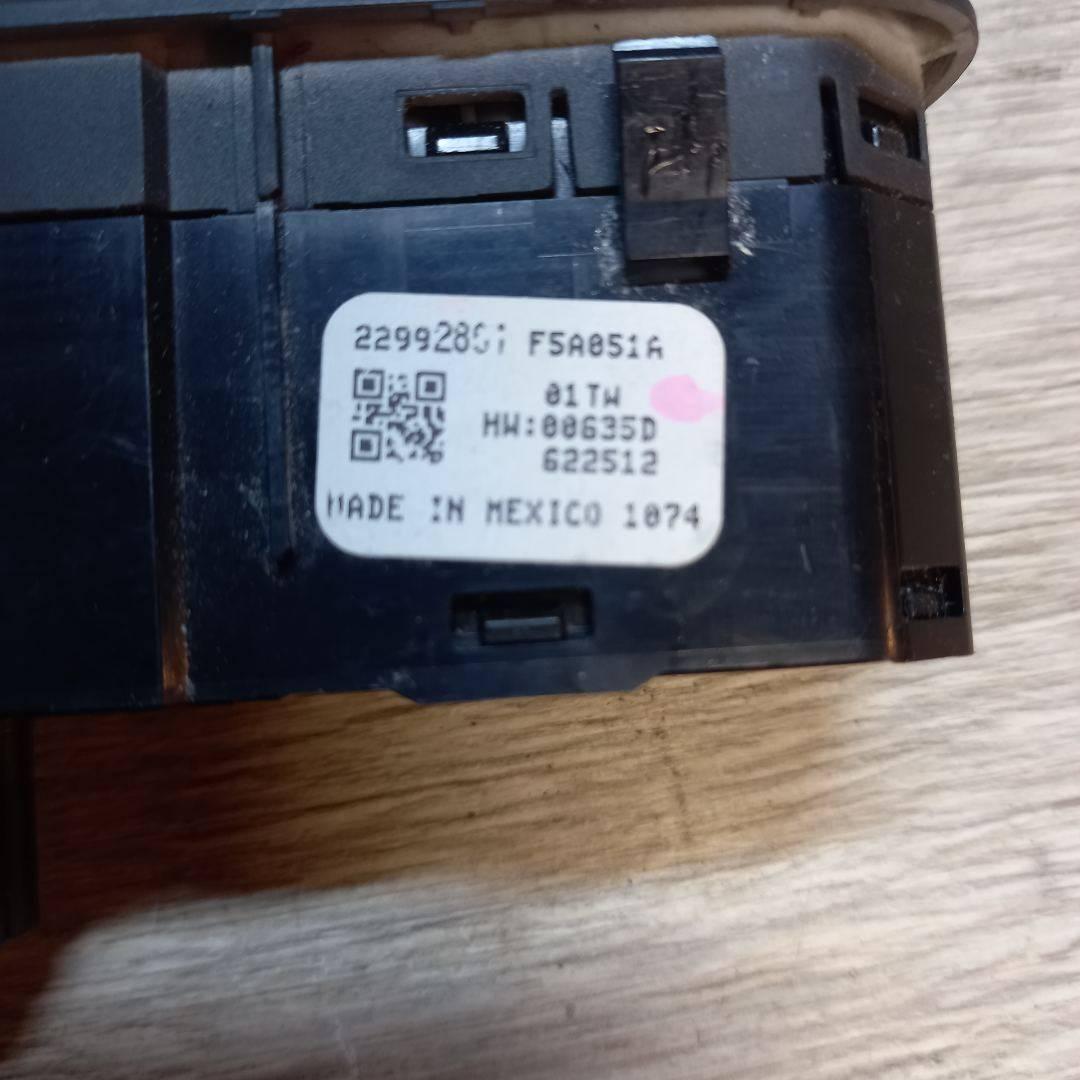 F5A051A
01TW
HW:00635D
622512
MADE IN MEXICO 1074